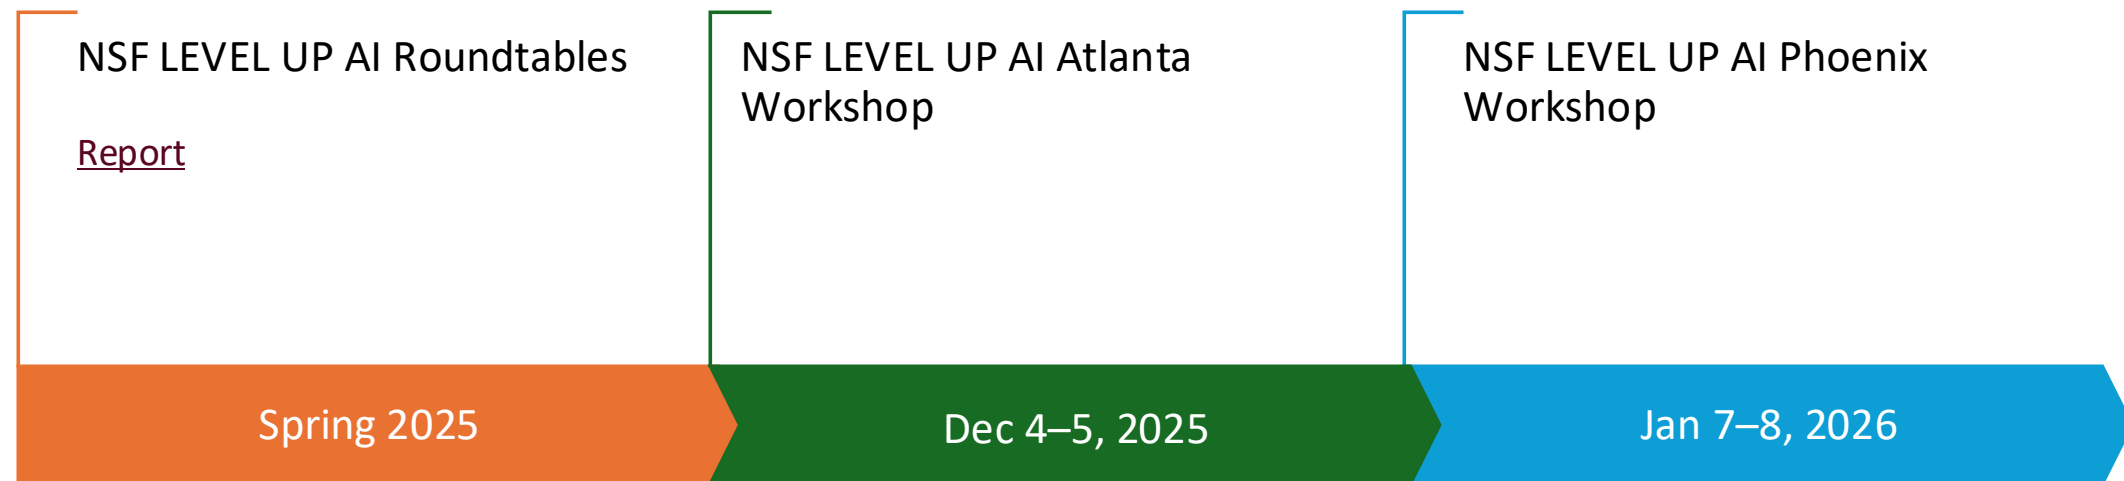 NSF LEVEL UP AI Roundtables
Report
Spring 2025
NSF LEVEL UP AI Atlanta
Workshop
Dec 4–5, 2025
NSF LEVEL UP AI Phoenix
Workshop
Jan 7–8, 2026